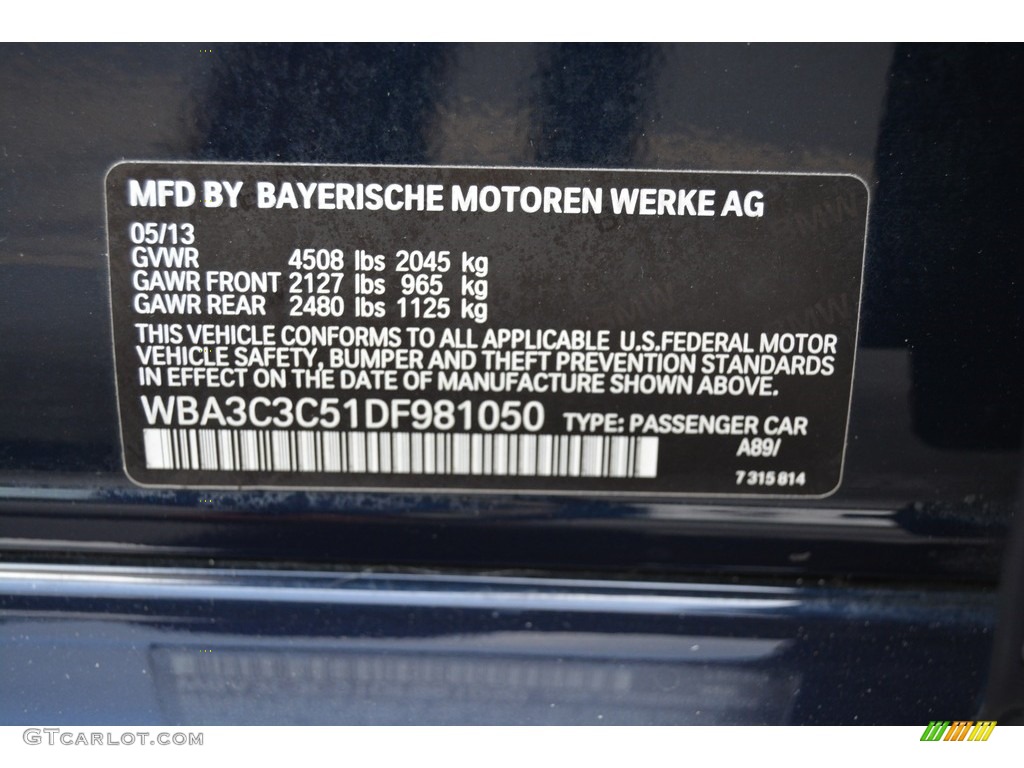 MFD BY BAYERISCHE MOTOREN WERKE AG
05/13
GVWR 4508 lbs 2045 kg
GAWR FRONT 2127 lbs 965 kg
GAWR REAR 2480 lbs 1125 kg
THIS VEHICLE CONFORMS TO ALL APPLICABLE U.S.FEDERAL MOTOR
VEHICLE SAFETY, BUMPER AND THEFT PREVENTION STANDARDS
IN EFFECT ON THE DATE OF MANUFACTURE SHOWN ABOVE.
WBA3C3C51DF981050 TYPE: PASSENGER CAR
A89/
7 315 814
GTCarLot.com